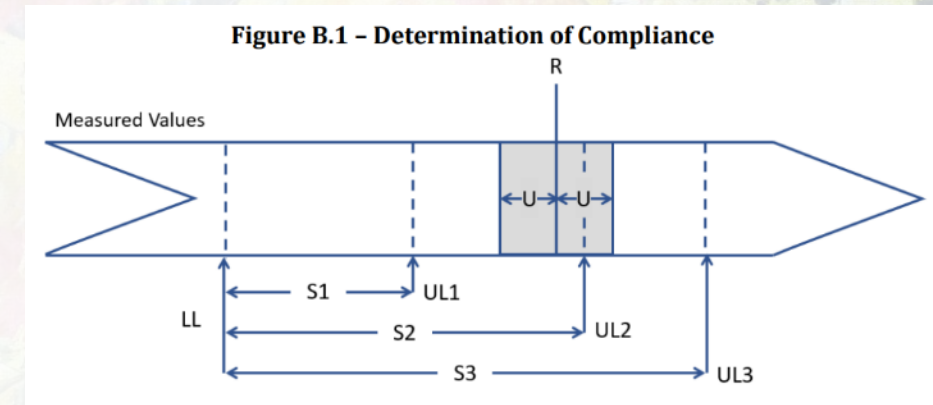 Figure B.1 – Determination of Compliance
R
Measured Values
U U
S1 UL1
LL
S2 UL2
S3 UL3